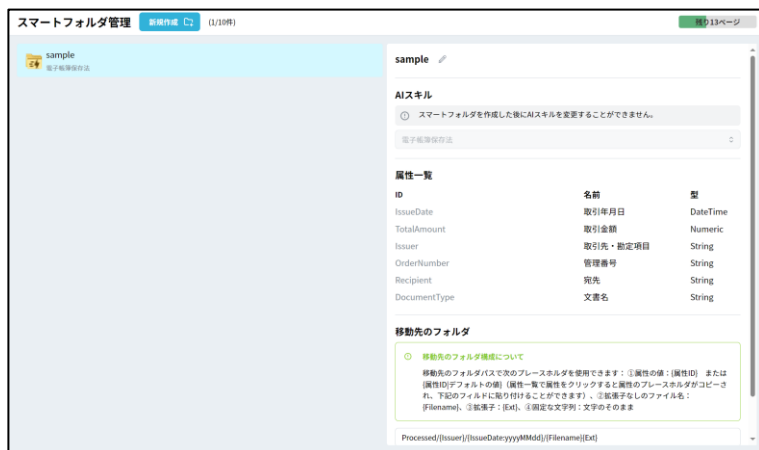 スマートフォルダ管理 新規作成 (1/10件) 残り13ページ
sample
電子帳簿保存法
sample
AIスキル
スマートフォルダを作成した後にAIスキルを変更することができません。
電子帳簿保存法
属性一覧
ID 名前 型
IssueDate 取引年月日 DateTime
TotalAmount 取引金額 Numeric
Issuer 取引先・勘定項目 String
OrderNumber 管理番号 String
Recipient 宛先 String
DocumentType 文書名 String
移動先のフォルダ
移動先のフォルダ構成について
移動先のフォルダパスで次のプレースホルダを使用できます：①属性の値：{属性ID} または
{属性ID|デフォルトの値}（属性一覧で属性をクリックすると属性のプレースホルダがコピーさ
れ、下記のフィールドに貼り付けることができます）、②拡張子なしのファイル名：
{Filename}、③拡張子：{Ext}、④固定な文字列：文字のそのまま
Processed/{Issuer}/{IssueDate:yyyyMMdd}/{Filename}{Ext}